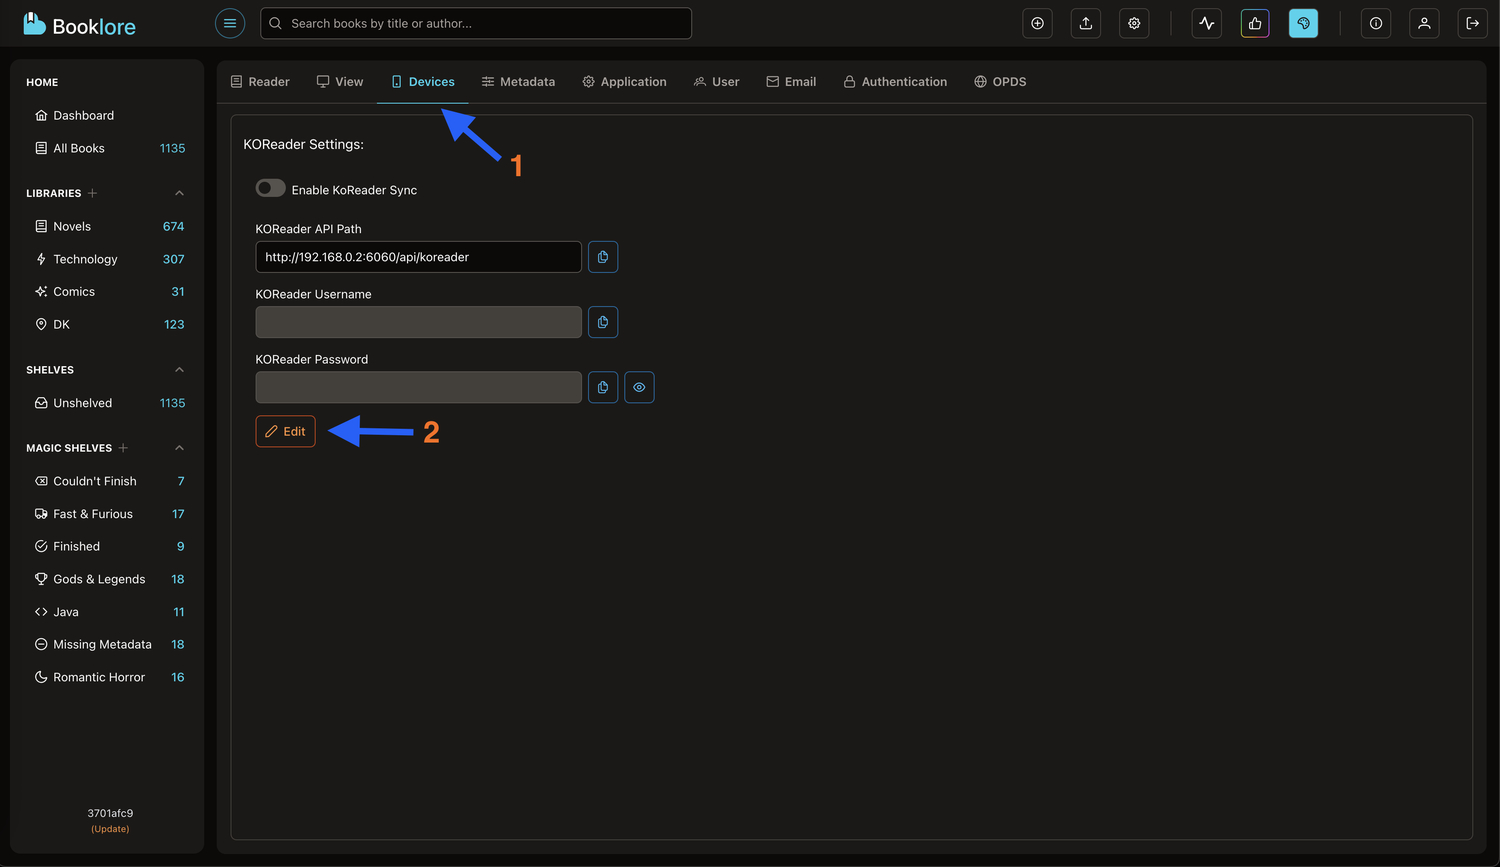 Booklore
Search books by title or author...
HOME
Dashboard
All Books 1135
LIBRARIES
Novels 674
Technology 307
Comics 31
DK 123
SHELVES
Unshelved 1135
MAGIC SHELVES
Couldn't Finish 7
Fast & Furious 17
Finished 9
Gods & Legends 18
Java 11
Missing Metadata 18
Romantic Horror 16
3701afc9
(Update)
Reader View Devices Metadata Application User Email Authentication OPDS
1
KOReader Settings:
Enable KoReader Sync
KOReader API Path
http://192.168.0.2:6060/api/koreader
KOReader Username
KOReader Password
Edit 2